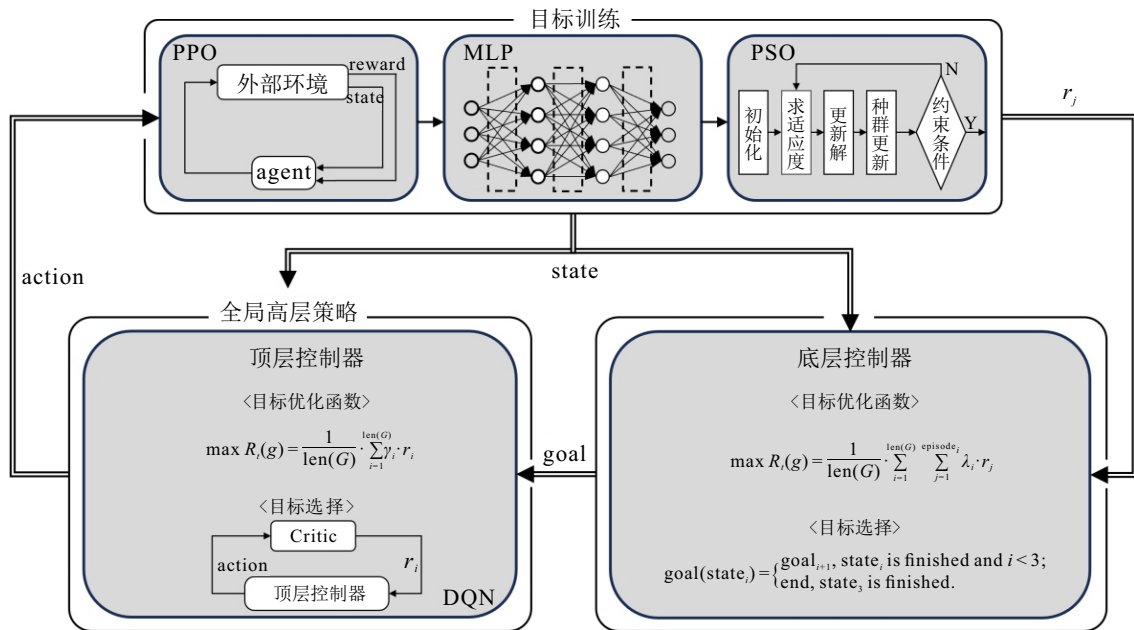 目标训练
PPO
外部环境
reward
state
agent
MLP
PSO
初始化
求适应度
更新解
种群更新
约束条件
N
Y
r_j
action
state
全局高层策略
顶层控制器
<目标优化函数>
max R_t(g) = 1/len(G) · ∑_{i=1}^{len(G)} γ_i · r_i
<目标选择>
Critic
action
r_i
顶层控制器
DQN
goal
底层控制器
<目标优化函数>
max R_t(g) = 1/len(G) · ∑_{i=1}^{len(G)} ∑_{j=1}^{episode_i} λ_i · r_j
<目标选择>
goal(state_i) = {goal_{i+1}, state_i is finished and i < 3;
end, state_3 is finished.